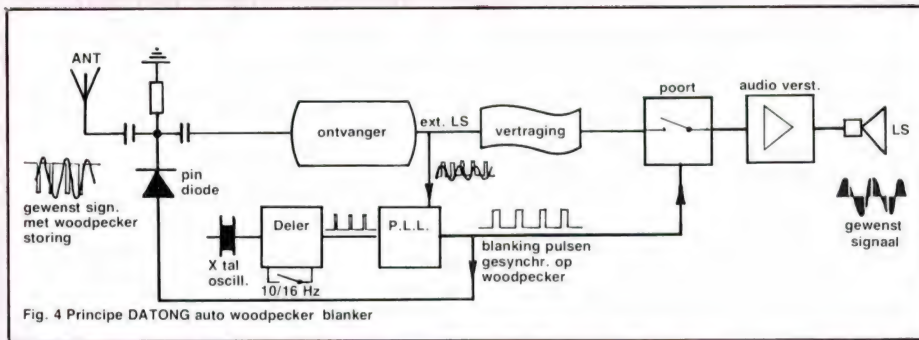 ANT
ontvanger
ext. LS
vertraging
poort
audio verst.
LS
pin
diode
gewenst sign.
met woodpecker
storing
X tal
oscill.
Deler
10/16 Hz
P.L.L.
blanking pulsen
gesynchr. op
woodpecker
gewenst
signaal
Fig. 4 Principe DATONG auto woodpecker blanker